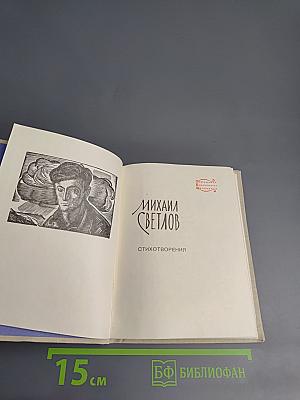 МИХАИЛ
СВЕТЛОВ
СТИХОТВОРЕНИЯ
15 см
БФ БИБЛИОФАН